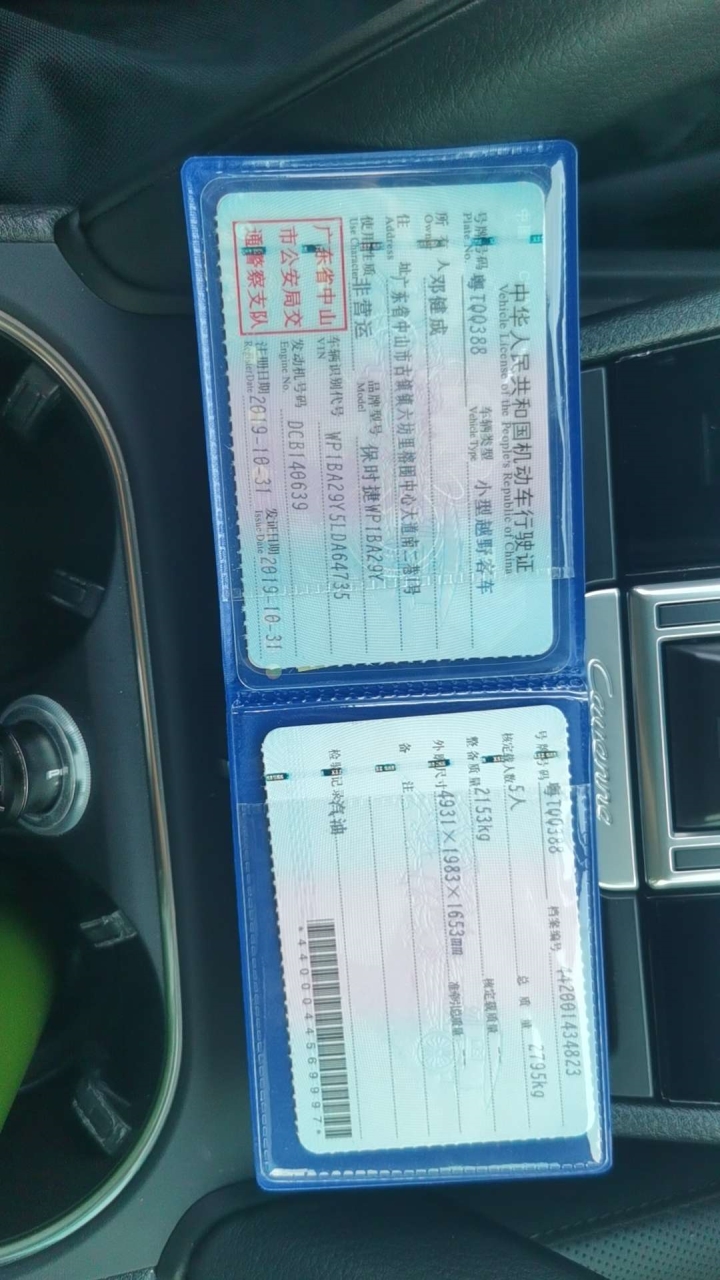 中华人民共和国机动车行驶证
Vehicle License of the People's Republic of China
号牌号码 粤TQQ388 车辆类型 小型越野客车
Plate No. Vehicle Type
所 有 人 邓健成
Owner
住 址 广东省中山市古镇镇六坊里
Address
使用性质 非营运 品牌型号 保时捷WP1BA29Y
Use Character Model
广东省中山
市公安局交
通警察支队
车辆识别代号 WP1BA29Y5LDA64735
VIN
发动机号码 DCB140639
Engine No.
注册日期 2019-10-31 发证日期 2019-10-31
Register Date Issue Date
号牌号码 粤TQQ388 档案编号 442001434823
核定载人数 5人 总 质 量 2795kg
整备质量 2153kg 核定载质量 --
外廓尺寸 4931×1983×1653mm 准牵引总质量 --
备 注
检验记录 汽油
*4400044569997*
Cayenne